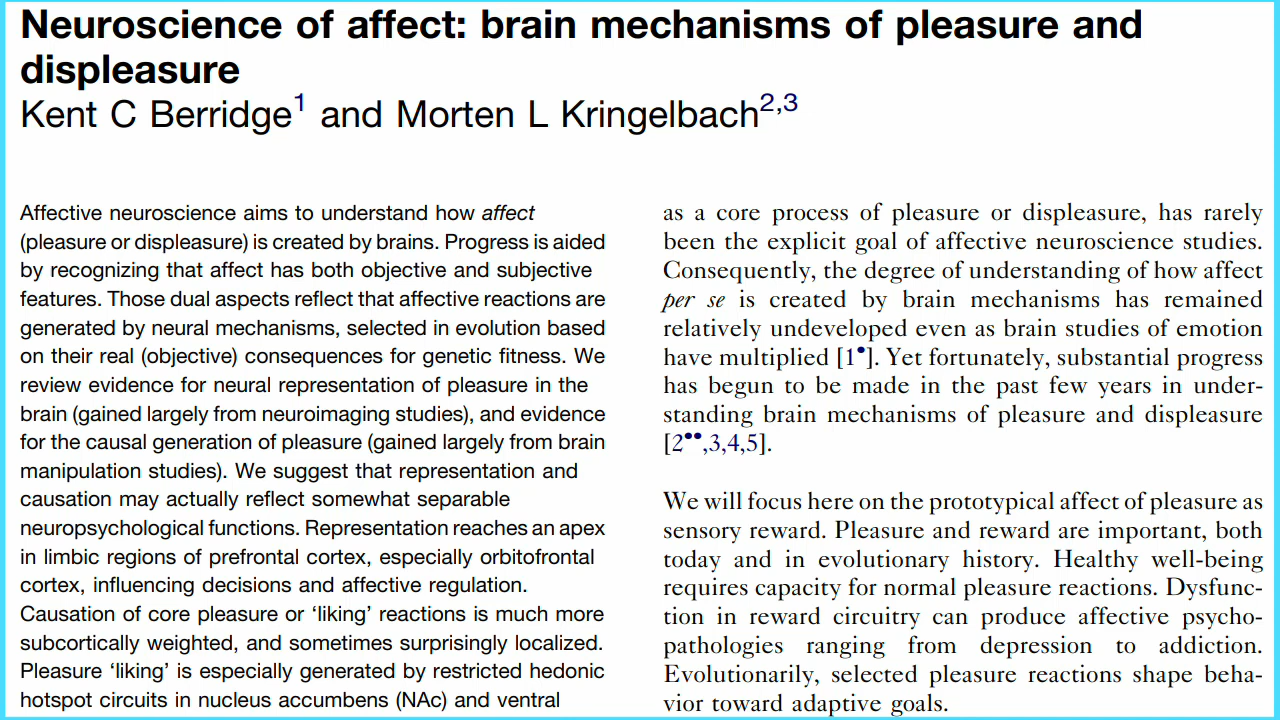 Neuroscience of affect: brain mechanisms of pleasure and
displeasure
Kent C Berridge1 and Morten L Kringelbach2,3
Affective neuroscience aims to understand how affect
(pleasure or displeasure) is created by brains. Progress is aided
by recognizing that affect has both objective and subjective
features. Those dual aspects reflect that affective reactions are
generated by neural mechanisms, selected in evolution based
on their real (objective) consequences for genetic fitness. We
review evidence for neural representation of pleasure in the
brain (gained largely from neuroimaging studies), and evidence
for the causal generation of pleasure (gained largely from brain
manipulation studies). We suggest that representation and
causation may actually reflect somewhat separable
neuropsychological functions. Representation reaches an apex
in limbic regions of prefrontal cortex, especially orbitofrontal
cortex, influencing decisions and affective regulation.
Causation of core pleasure or ‘liking’ reactions is much more
subcortically weighted, and sometimes surprisingly localized.
Pleasure ‘liking’ is especially generated by restricted hedonic
hotspot circuits in nucleus accumbens (NAc) and ventral
as a core process of pleasure or displeasure, has rarely
been the explicit goal of affective neuroscience studies.
Consequently, the degree of understanding of how affect
per se is created by brain mechanisms has remained
relatively undeveloped even as brain studies of emotion
have multiplied [1•]. Yet fortunately, substantial progress
has begun to be made in the past few years in under-
standing brain mechanisms of pleasure and displeasure
[2••,3,4,5].
We will focus here on the prototypical affect of pleasure as
sensory reward. Pleasure and reward are important, both
today and in evolutionary history. Healthy well-being
requires capacity for normal pleasure reactions. Dysfunc-
tion in reward circuitry can produce affective psycho-
pathologies ranging from depression to addiction.
Evolutionarily, selected pleasure reactions shape beha-
vior toward adaptive goals.